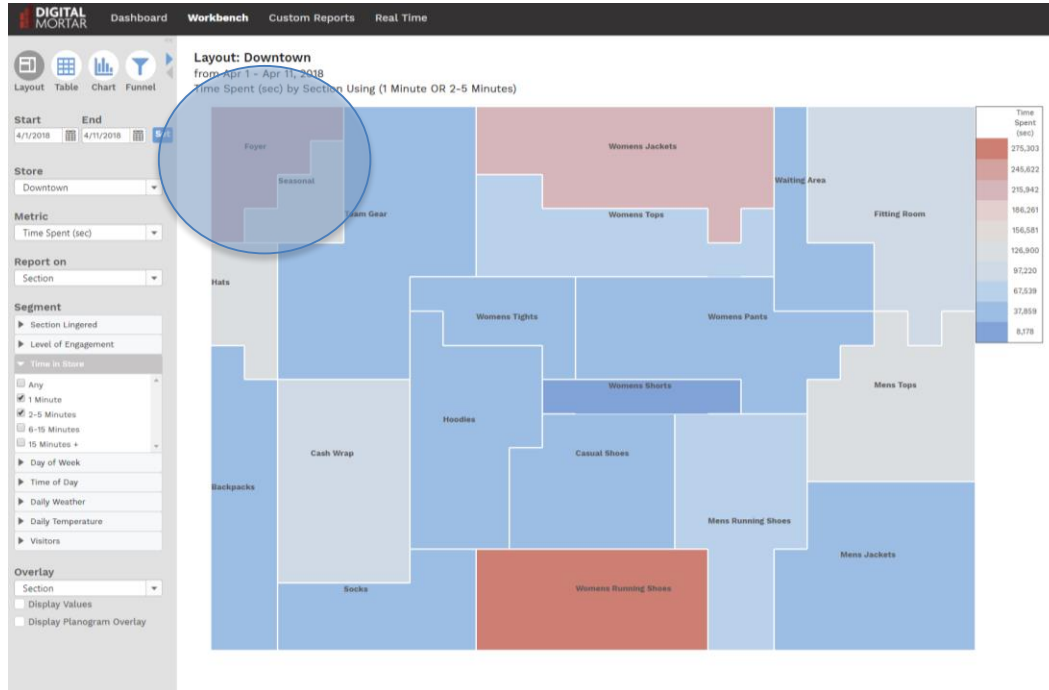 DIGITAL
MORTAR
Dashboard Workbench Custom Reports Real Time
Layout Table Chart Funnel
Start End
4/1/2018 4/11/2018
Store
Downtown
Metric
Time Spent (sec)
Report on
Section
Segment
Section Lingered
Level of Engagement
Time in Store
Any
1 Minute
2-5 Minutes
6-15 Minutes
15 Minutes +
Day of Week
Time of Day
Daily Weather
Daily Temperature
Visitors
Overlay
Section
Display Values
Display Planogram Overlay
Layout: Downtown
from Apr 1 - Apr 11, 2018
Time Spent (sec) by Section Using (1 Minute OR 2-5 Minutes)
Foyer
Womens Jackets
Seasonal
Waiting Area
Gear
Womens Tops
Fitting Room
Hats
Womens Tights
Womens Pants
Womens Shorts
Mens Tops
Hoodies
Cash Wrap
Casual Shoes
Backpacks
Mens Running Shoes
Mens Jackets
Socks
Womens Running Shoes
Time
Spent
(sec)
275,303
245,622
215,942
186,261
156,581
126,900
97,220
67,539
37,859
8,178